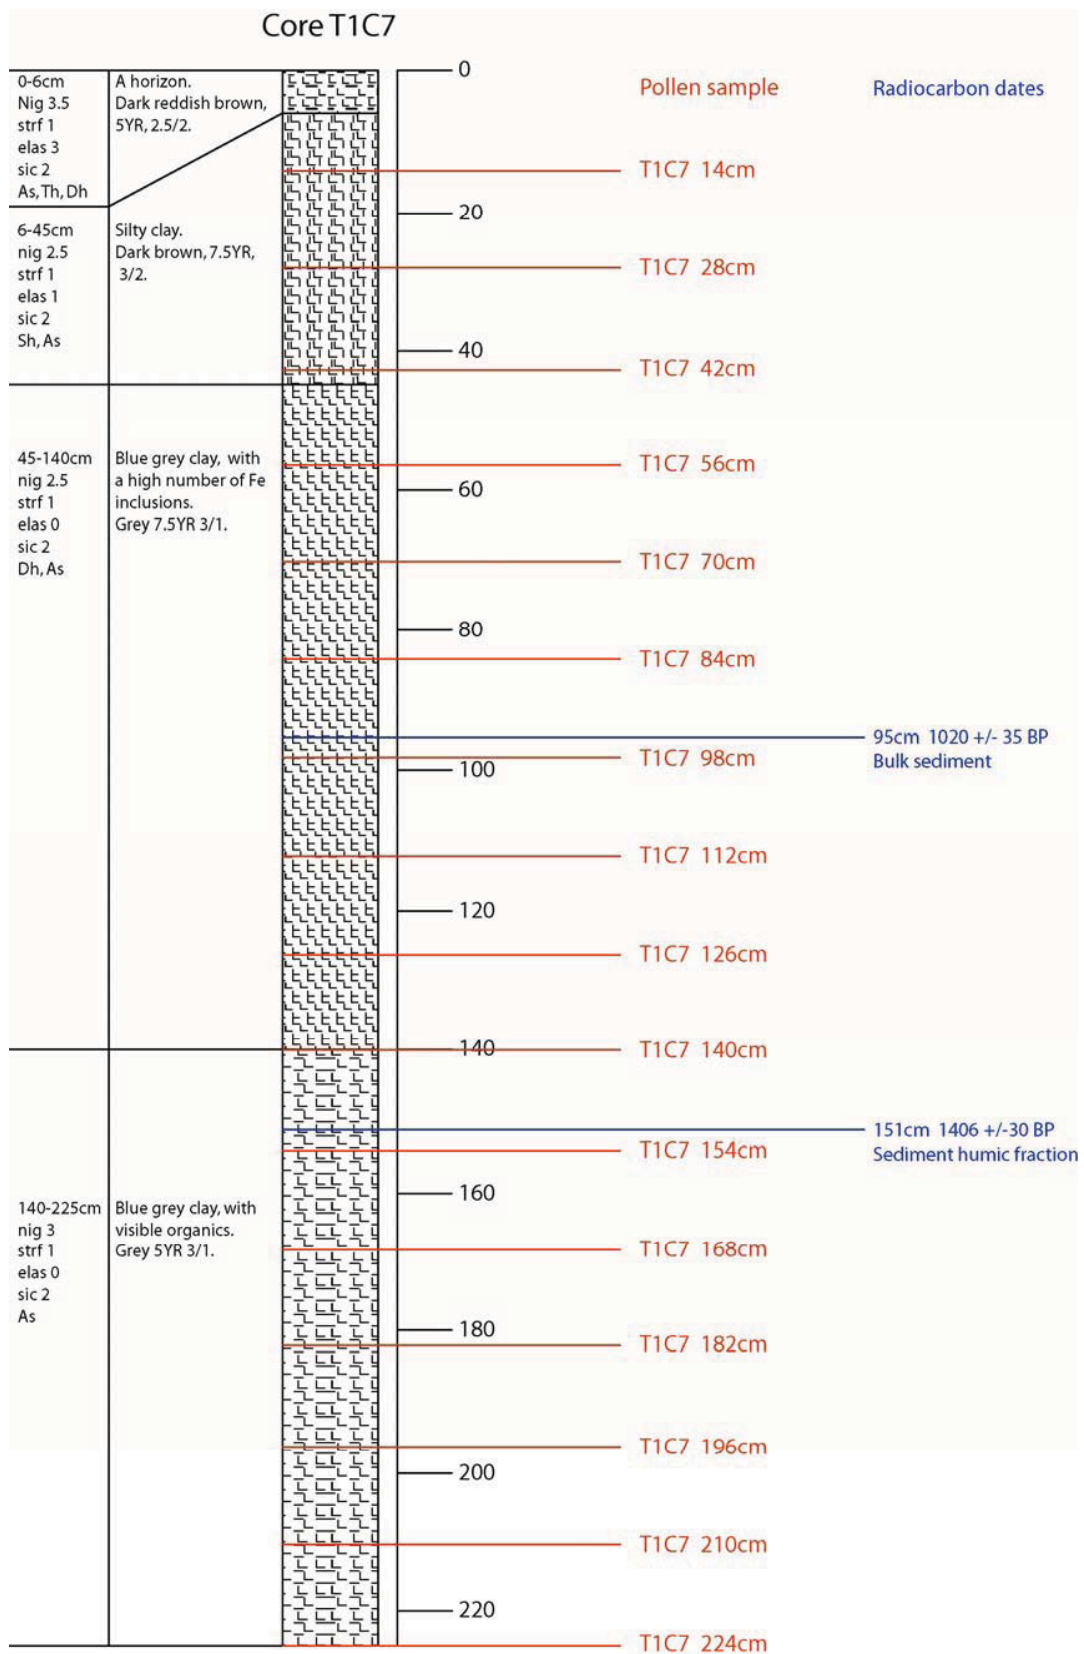 Core T1C7
0-6cm
Nig 3.5
strf 1
elas 3
sic 2
As, Th, Dh
A horizon.
Dark reddish brown,
5YR, 2.5/2.
6-45cm
nig 2.5
strf 1
elas 1
sic 2
Sh, As
Silty clay.
Dark brown, 7.5YR,
3/2.
45-140cm
nig 2.5
strf 1
elas 0
sic 2
Dh, As
Blue grey clay, with
a high number of Fe
inclusions.
Grey 7.5YR 3/1.
140-225cm
nig 3
strf 1
elas 0
sic 2
As
Blue grey clay, with
visible organics.
Grey 5YR 3/1.
0
20
40
60
80
100
120
140
160
180
200
220
Pollen sample
T1C7 14cm
T1C7 28cm
T1C7 42cm
T1C7 56cm
T1C7 70cm
T1C7 84cm
T1C7 98cm
T1C7 112cm
T1C7 126cm
T1C7 140cm
T1C7 154cm
T1C7 168cm
T1C7 182cm
T1C7 196cm
T1C7 210cm
T1C7 224cm
Radiocarbon dates
95cm 1020 +/- 35 BP
Bulk sediment
151cm 1406 +/-30 BP
Sediment humic fraction